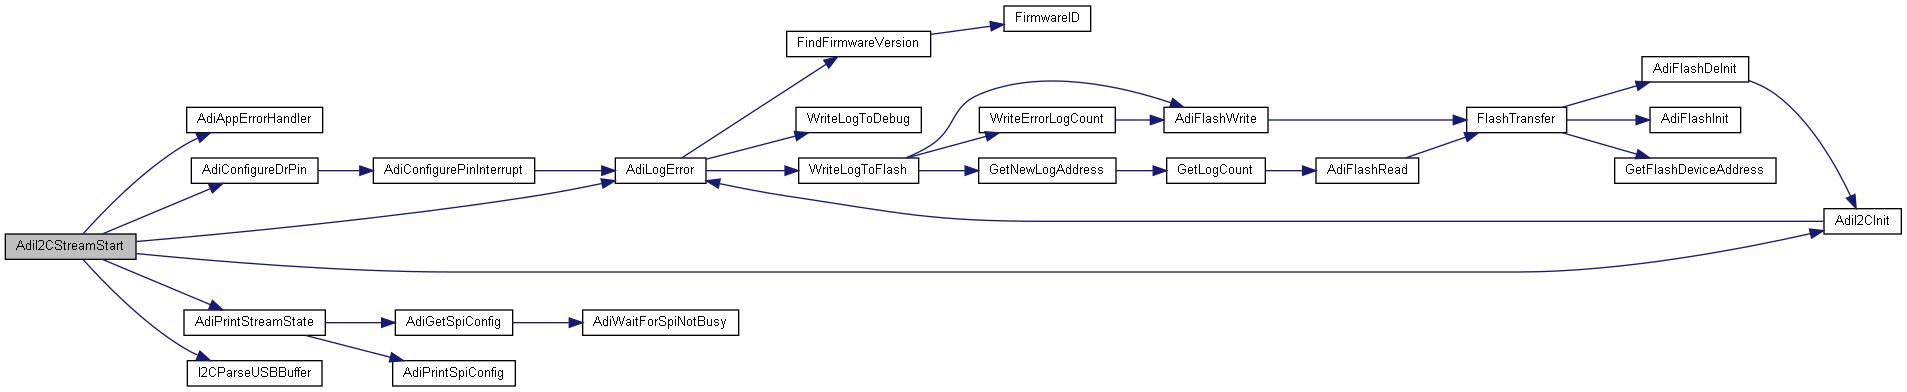 FirmwareID
FindFirmwareVersion
AdiFlashDeInit
AdiAppErrorHandler
WriteLogToDebug
WriteErrorLogCount
AdiFlashWrite
FlashTransfer
AdiFlashInit
AdiConfigureDrPin
AdiConfigurePinInterrupt
AdiLogError
WriteLogToFlash
GetNewLogAddress
GetLogCount
AdiFlashRead
GetFlashDeviceAddress
AdiI2CInit
AdiI2CStreamStart
AdiPrintStreamState
AdiGetSpiConfig
AdiWaitForSpiNotBusy
I2CParseUSBBuffer
AdiPrintSpiConfig